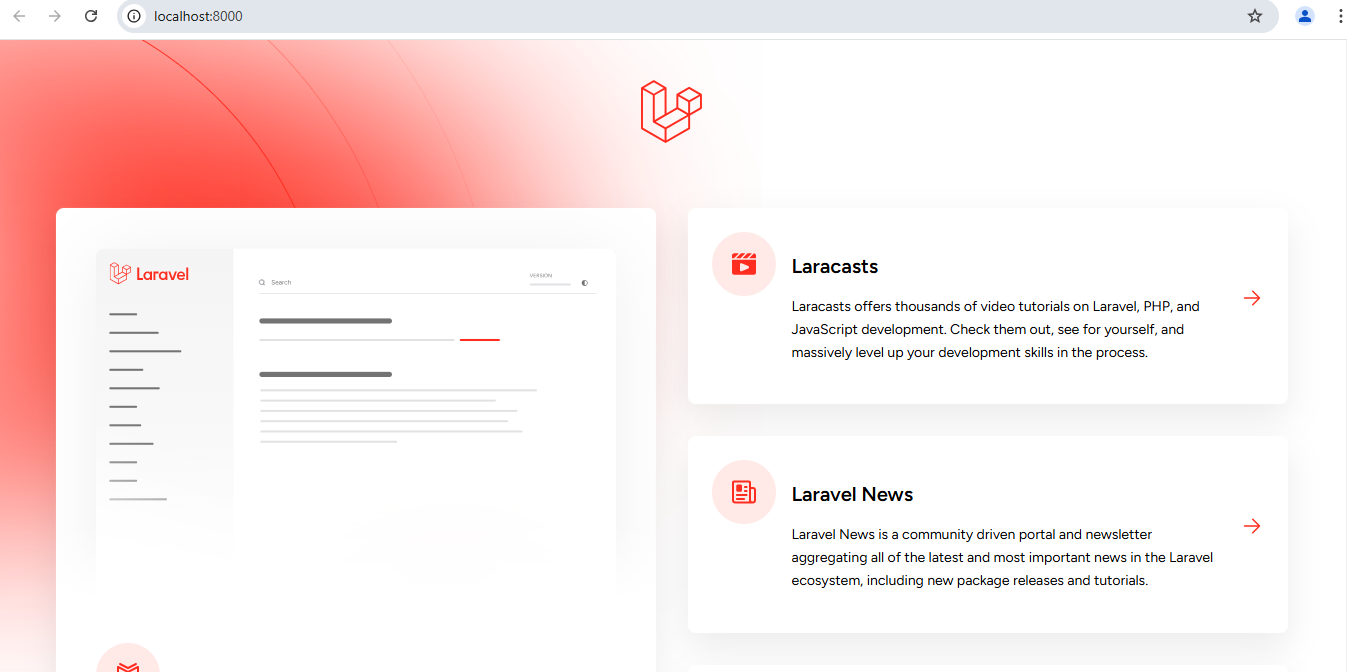 localhost:8000
Laravel
Search
VERSION
Laracasts
Laracasts offers thousands of video tutorials on Laravel, PHP, and
JavaScript development. Check them out, see for yourself, and
massively level up your development skills in the process.
Laravel News
Laravel News is a community driven portal and newsletter
aggregating all of the latest and most important news in the Laravel
ecosystem, including new package releases and tutorials.